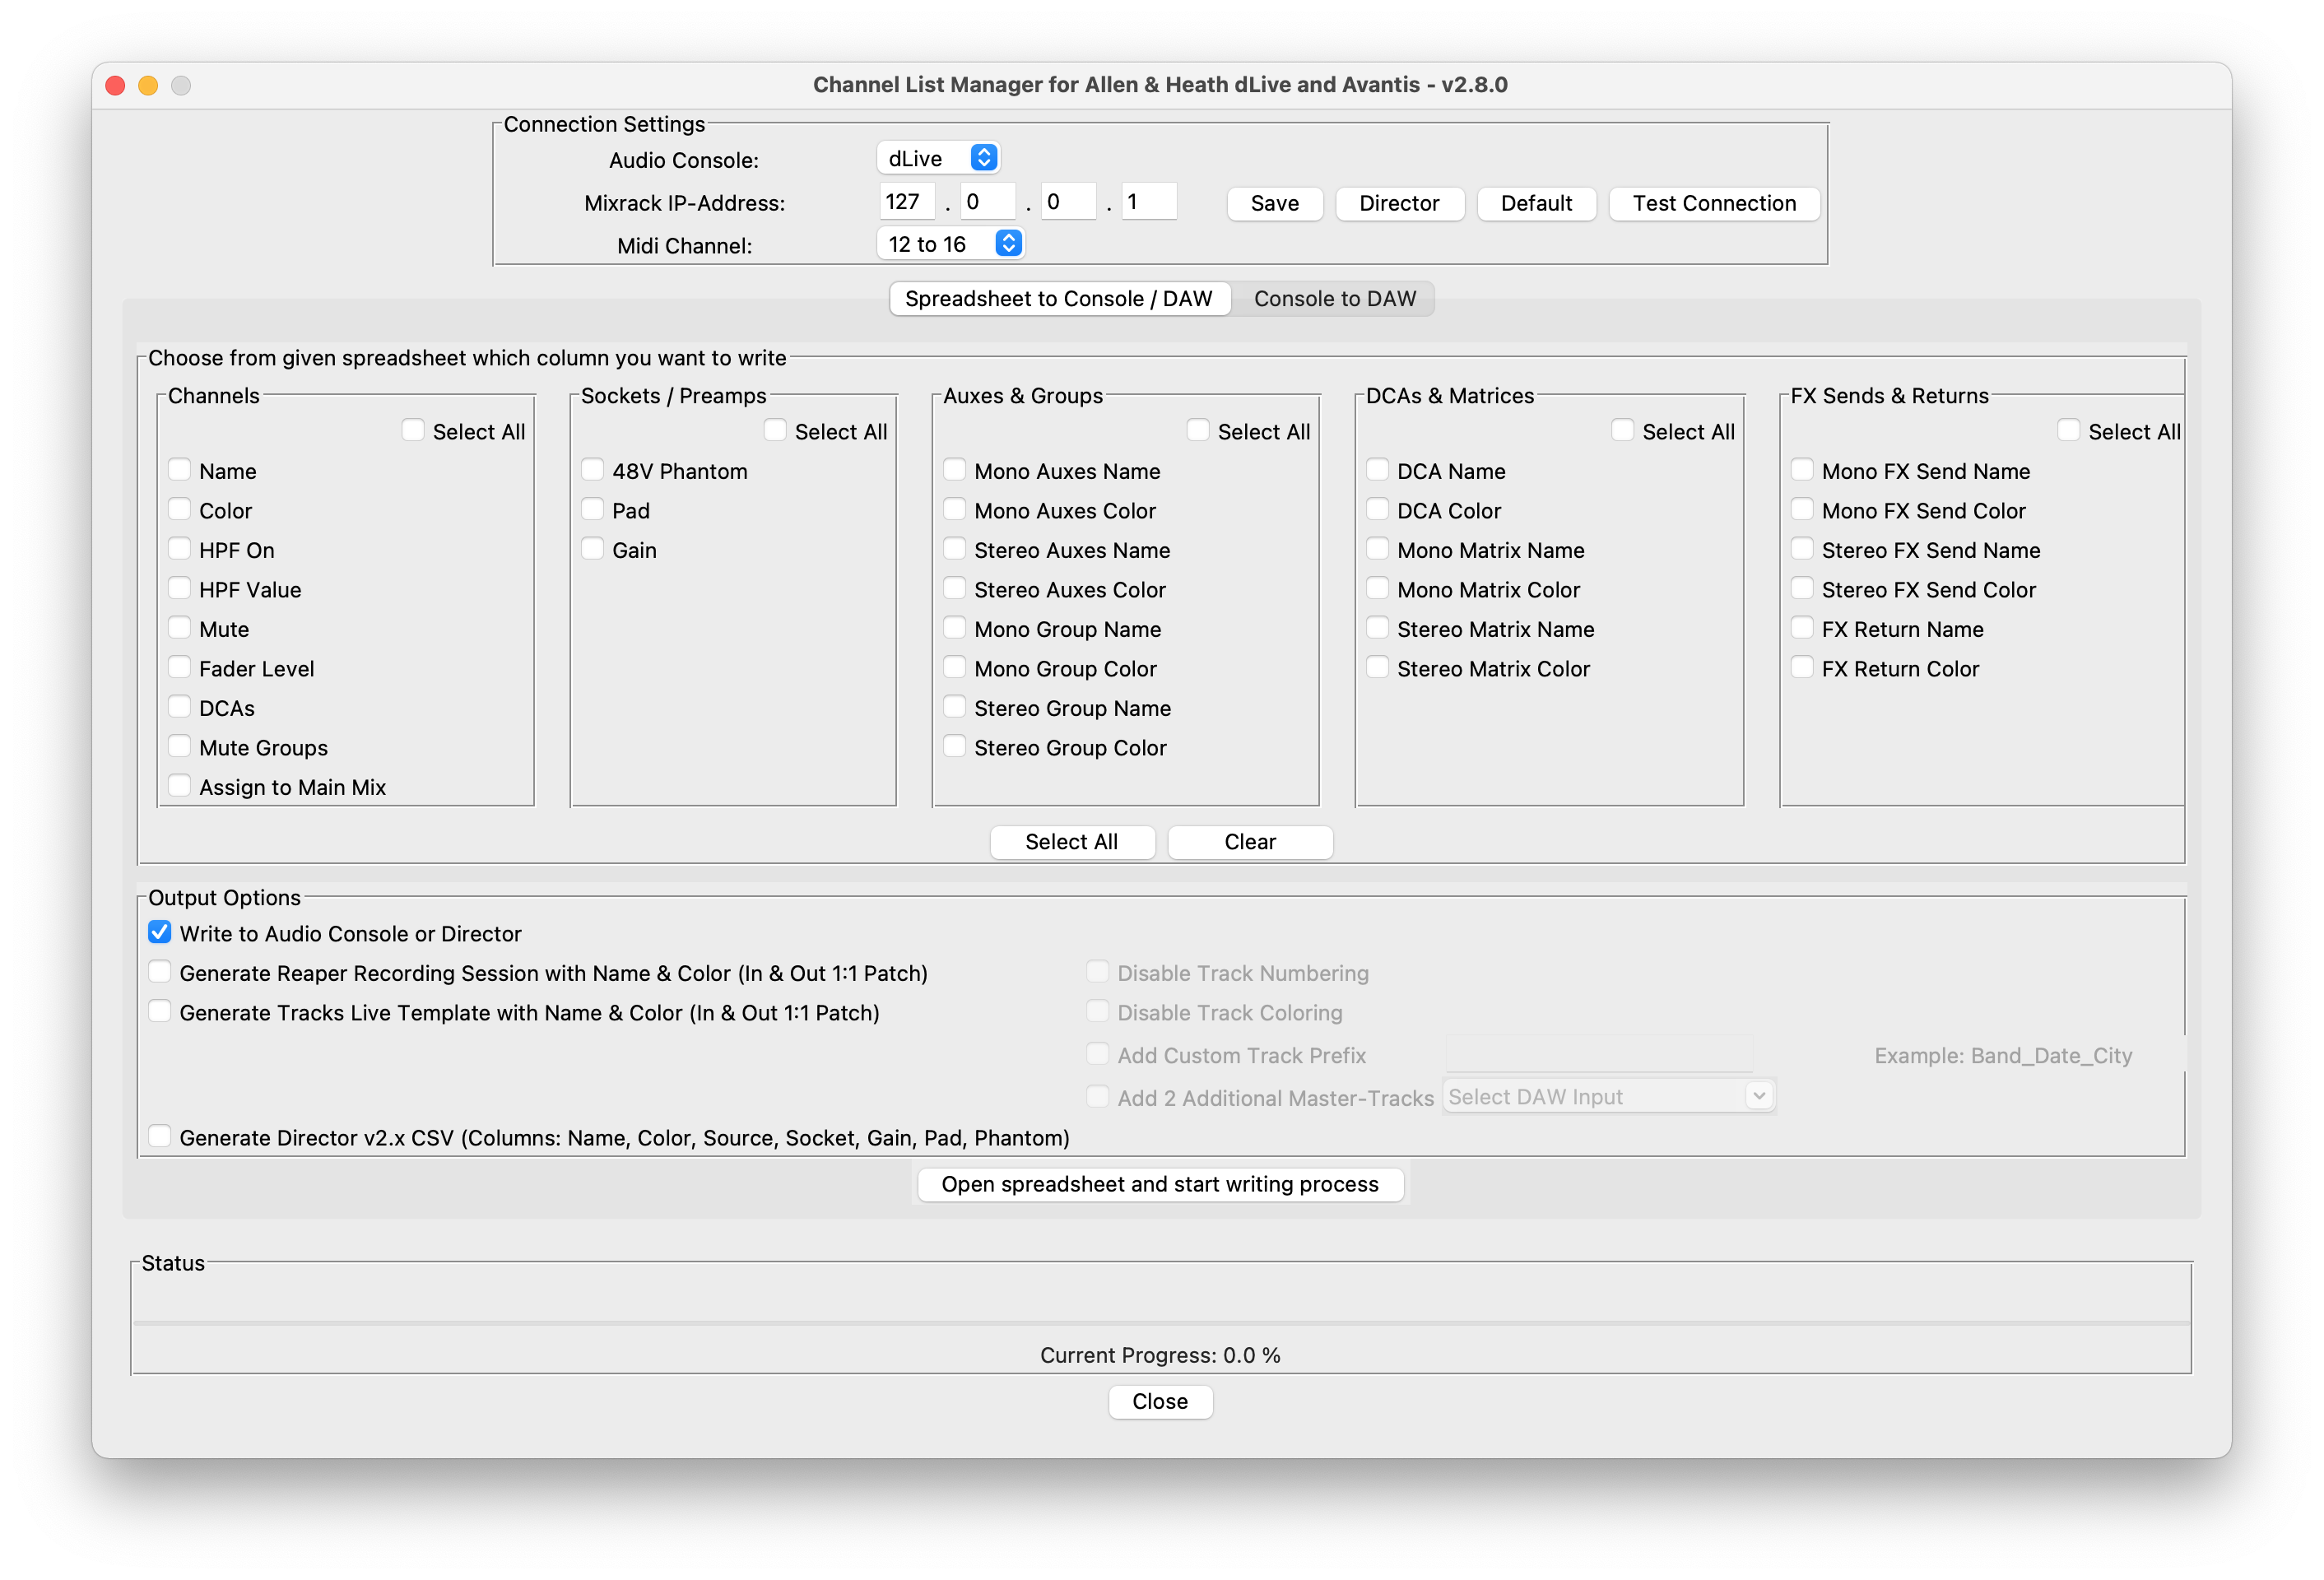 Channel List Manager for Allen & Heath dLive and Avantis - v2.8.0
Connection Settings
Audio Console: dLive
Mixrack IP-Address: 127 . 0 . 0 . 1 Save Director Default Test Connection
Midi Channel: 12 to 16
Spreadsheet to Console / DAW Console to DAW
Choose from given spreadsheet which column you want to write
Channels
Select All
Name
Color
HPF On
HPF Value
Mute
Fader Level
DCAs
Mute Groups
Assign to Main Mix
Sockets / Preamps
Select All
48V Phantom
Pad
Gain
Auxes & Groups
Select All
Mono Auxes Name
Mono Auxes Color
Stereo Auxes Name
Stereo Auxes Color
Mono Group Name
Mono Group Color
Stereo Group Name
Stereo Group Color
DCAs & Matrices
Select All
DCA Name
DCA Color
Mono Matrix Name
Mono Matrix Color
Stereo Matrix Name
Stereo Matrix Color
FX Sends & Returns
Select All
Mono FX Send Name
Mono FX Send Color
Stereo FX Send Name
Stereo FX Send Color
FX Return Name
FX Return Color
Select All Clear
Output Options
Write to Audio Console or Director
Generate Reaper Recording Session with Name & Color (In & Out 1:1 Patch) Disable Track Numbering
Generate Tracks Live Template with Name & Color (In & Out 1:1 Patch) Disable Track Coloring
Add Custom Track Prefix Example: Band_Date_City
Add 2 Additional Master-Tracks Select DAW Input
Generate Director v2.x CSV (Columns: Name, Color, Source, Socket, Gain, Pad, Phantom)
Open spreadsheet and start writing process
Status
Current Progress: 0.0 %
Close